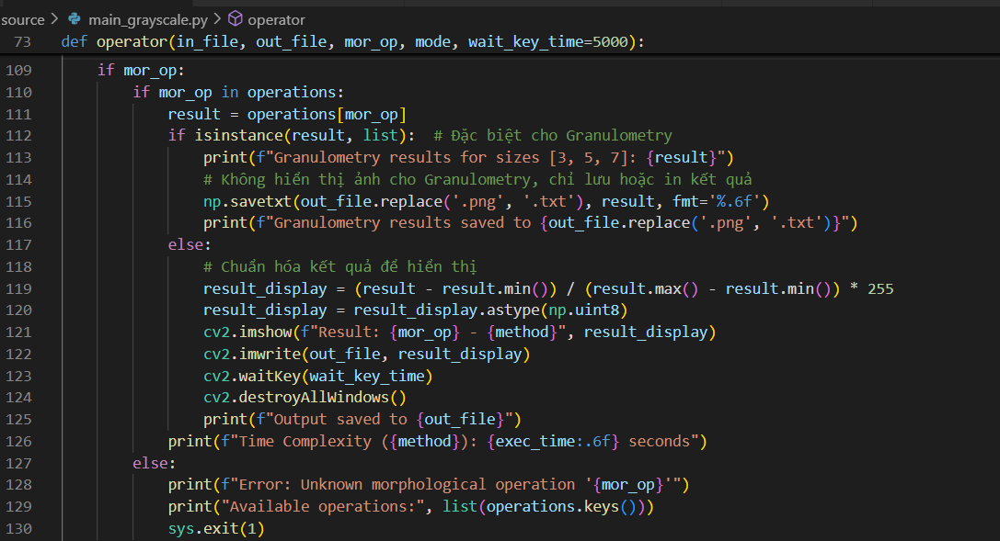 source > main_grayscale.py > operator
73 def operator(in_file, out_file, mor_op, mode, wait_key_time=5000):
109 if mor_op:
110 if mor_op in operations:
111 result = operations[mor_op]
112 if isinstance(result, list):  # Đặc biệt cho Granulometry
113 print(f"Granulometry results for sizes [3, 5, 7]: {result}")
114 # Không hiển thị ảnh cho Granulometry, chỉ lưu hoặc in kết quả
115 np.savetxt(out_file.replace('.png', '.txt'), result, fmt='%.6f')
116 print(f"Granulometry results saved to {out_file.replace('.png', '.txt')}")
117 else:
118 # Chuẩn hóa kết quả để hiển thị
119 result_display = (result - result.min()) / (result.max() - result.min()) * 255
120 result_display = result_display.astype(np.uint8)
121 cv2.imshow(f"Result: {mor_op} - {method}", result_display)
122 cv2.imwrite(out_file, result_display)
123 cv2.waitKey(wait_key_time)
124 cv2.destroyAllWindows()
125 print(f"Output saved to {out_file}")
126 print(f"Time Complexity ({method}): {exec_time:.6f} seconds")
127 else:
128 print(f"Error: Unknown morphological operation '{mor_op}'")
129 print("Available operations:", list(operations.keys()))
130 sys.exit(1)